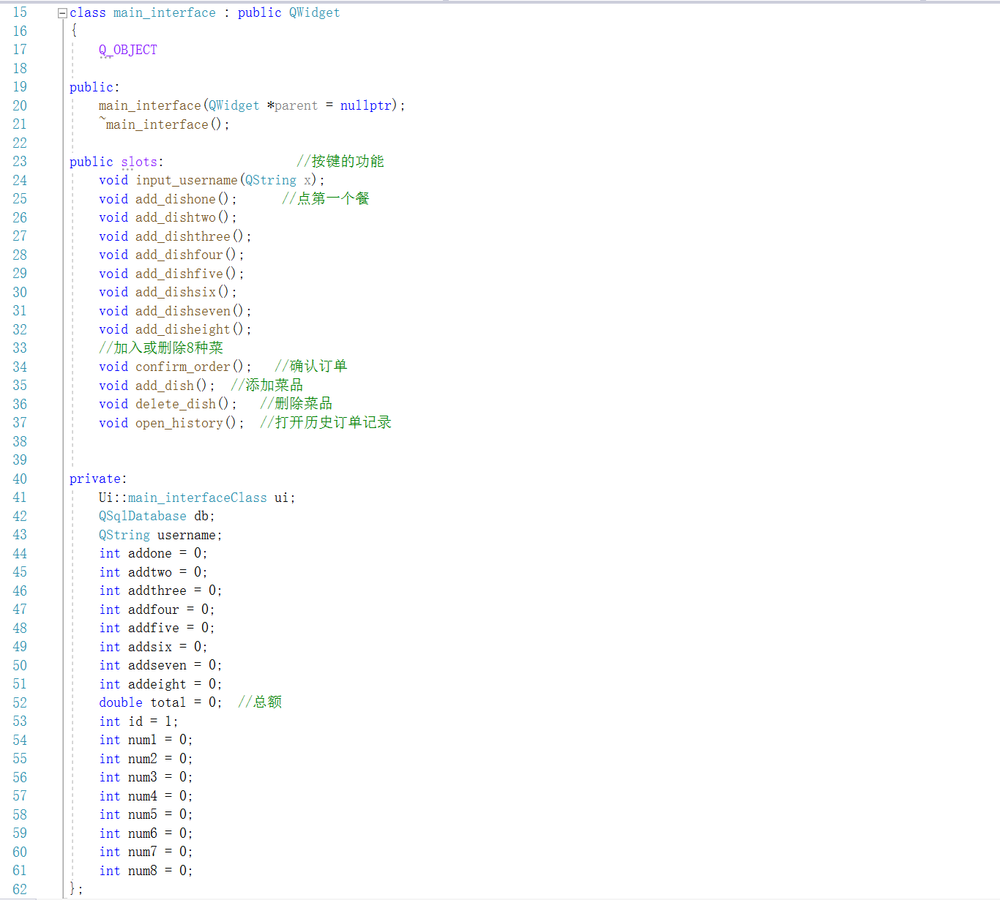 15 class main_interface : public QWidget
16 {
17 Q_OBJECT
18
19 public:
20 main_interface(QWidget *parent = nullptr);
21 ~main_interface();
22
23 public slots: //按键的功能
24 void input_username(QString x);
25 void add_dishone(); //点第一个餐
26 void add_dishtwo();
27 void add_dishthree();
28 void add_dishfour();
29 void add_dishfive();
30 void add_dishsix();
31 void add_dishseven();
32 void add_disheight();
33 //加入或删除8种菜
34 void confirm_order(); //确认订单
35 void add_dish(); //添加菜品
36 void delete_dish(); //删除菜品
37 void open_history(); //打开历史订单记录
38
39
40 private:
41 Ui::main_interfaceClass ui;
42 QSqlDatabase db;
43 QString username;
44 int addone = 0;
45 int addtwo = 0;
46 int addthree = 0;
47 int addfour = 0;
48 int addfive = 0;
49 int addsix = 0;
50 int addseven = 0;
51 int addeight = 0;
52 double total = 0; //总额
53 int id = 1;
54 int num1 = 0;
55 int num2 = 0;
56 int num3 = 0;
57 int num4 = 0;
58 int num5 = 0;
59 int num6 = 0;
60 int num7 = 0;
61 int num8 = 0;
62 };